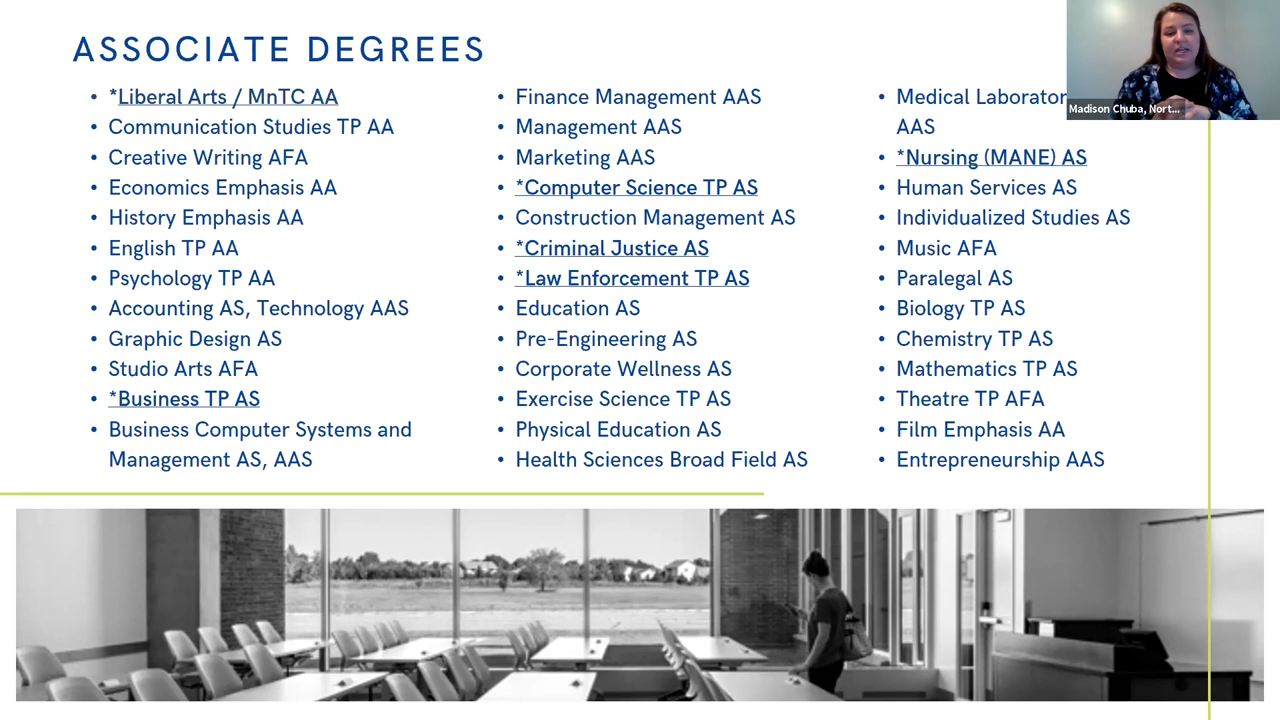 ASSOCIATE DEGREES
• *Liberal Arts / MnTC AA
• Communication Studies TP AA
• Creative Writing AFA
• Economics Emphasis AA
• History Emphasis AA
• English TP AA
• Psychology TP AA
• Accounting AS, Technology AAS
• Graphic Design AS
• Studio Arts AFA
• *Business TP AS
• Business Computer Systems and
Management AS, AAS
• Finance Management AAS
• Management AAS
• Marketing AAS
• *Computer Science TP AS
• Construction Management AS
• *Criminal Justice AS
• *Law Enforcement TP AS
• Education AS
• Pre-Engineering AS
• Corporate Wellness AS
• Exercise Science TP AS
• Physical Education AS
• Health Sciences Broad Field AS
• Medical Laborator
AAS
• *Nursing (MANE) AS
• Human Services AS
• Individualized Studies AS
• Music AFA
• Paralegal AS
• Biology TP AS
• Chemistry TP AS
• Mathematics TP AS
• Theatre TP AFA
• Film Emphasis AA
• Entrepreneurship AAS
Madison Chuba, Nort...